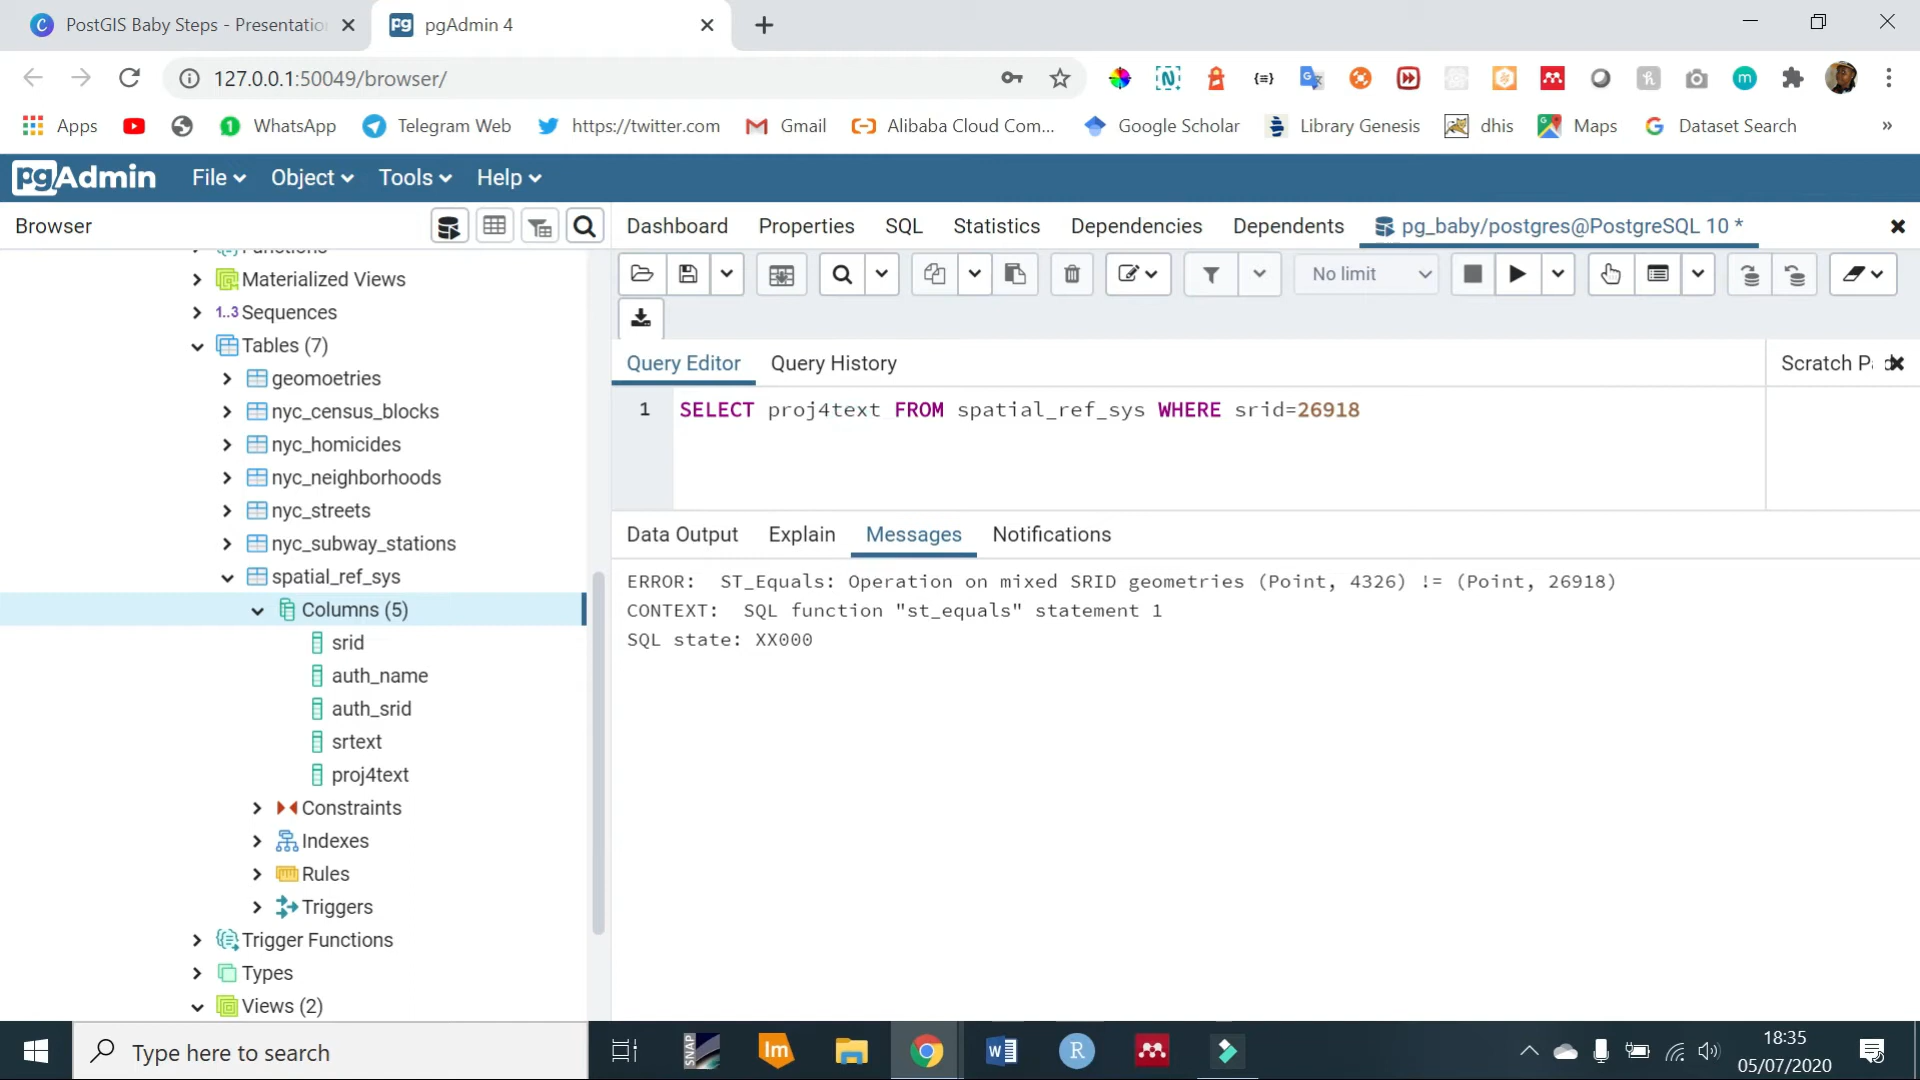 PostGIS Baby Steps - Presentation
pgAdmin 4
127.0.0.1:50049/browser/
Apps
WhatsApp
Telegram Web
https://twitter.com
Gmail
Alibaba Cloud Com...
Google Scholar
Library Genesis
dhis
Maps
Dataset Search
»
pgAdmin
File
Object
Tools
Help
Browser
Dashboard
Properties
SQL
Statistics
Dependencies
Dependents
pg_baby/postgres@PostgreSQL 10 *
No limit
Materialized Views
1..3 Sequences
Tables (7)
geomoetries
nyc_census_blocks
nyc_homicides
nyc_neighborhoods
nyc_streets
nyc_subway_stations
spatial_ref_sys
Columns (5)
srid
auth_name
auth_srid
srtext
proj4text
Constraints
Indexes
Rules
Triggers
Trigger Functions
Types
Views (2)
Query Editor
Query History
Scratch P
1 SELECT proj4text FROM spatial_ref_sys WHERE srid=26918
Data Output
Explain
Messages
Notifications
ERROR: ST_Equals: Operation on mixed SRID geometries (Point, 4326) != (Point, 26918)
CONTEXT: SQL function "st_equals" statement 1
SQL state: XX000
Type here to search
SNAP
Im
18:35
05/07/2020